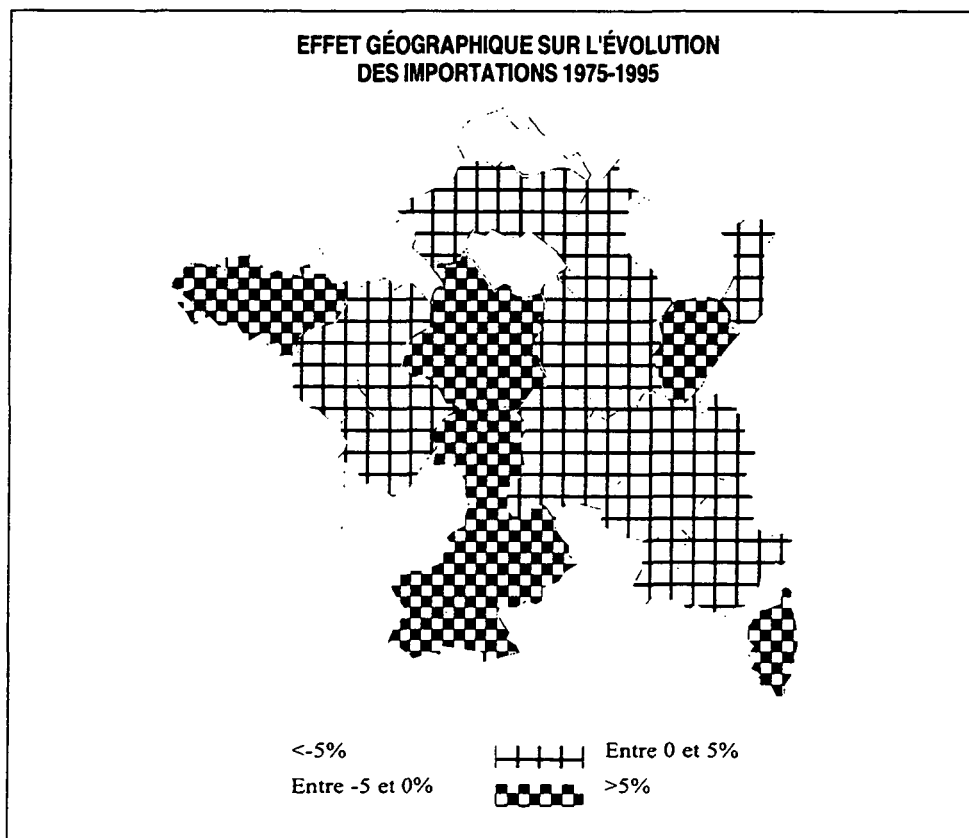 EFFET GÉOGRAPHIQUE SUR L'ÉVOLUTION
DES IMPORTATIONS 1975-1995
<-5%
Entre 0 et 5%
Entre -5 et 0%
>5%